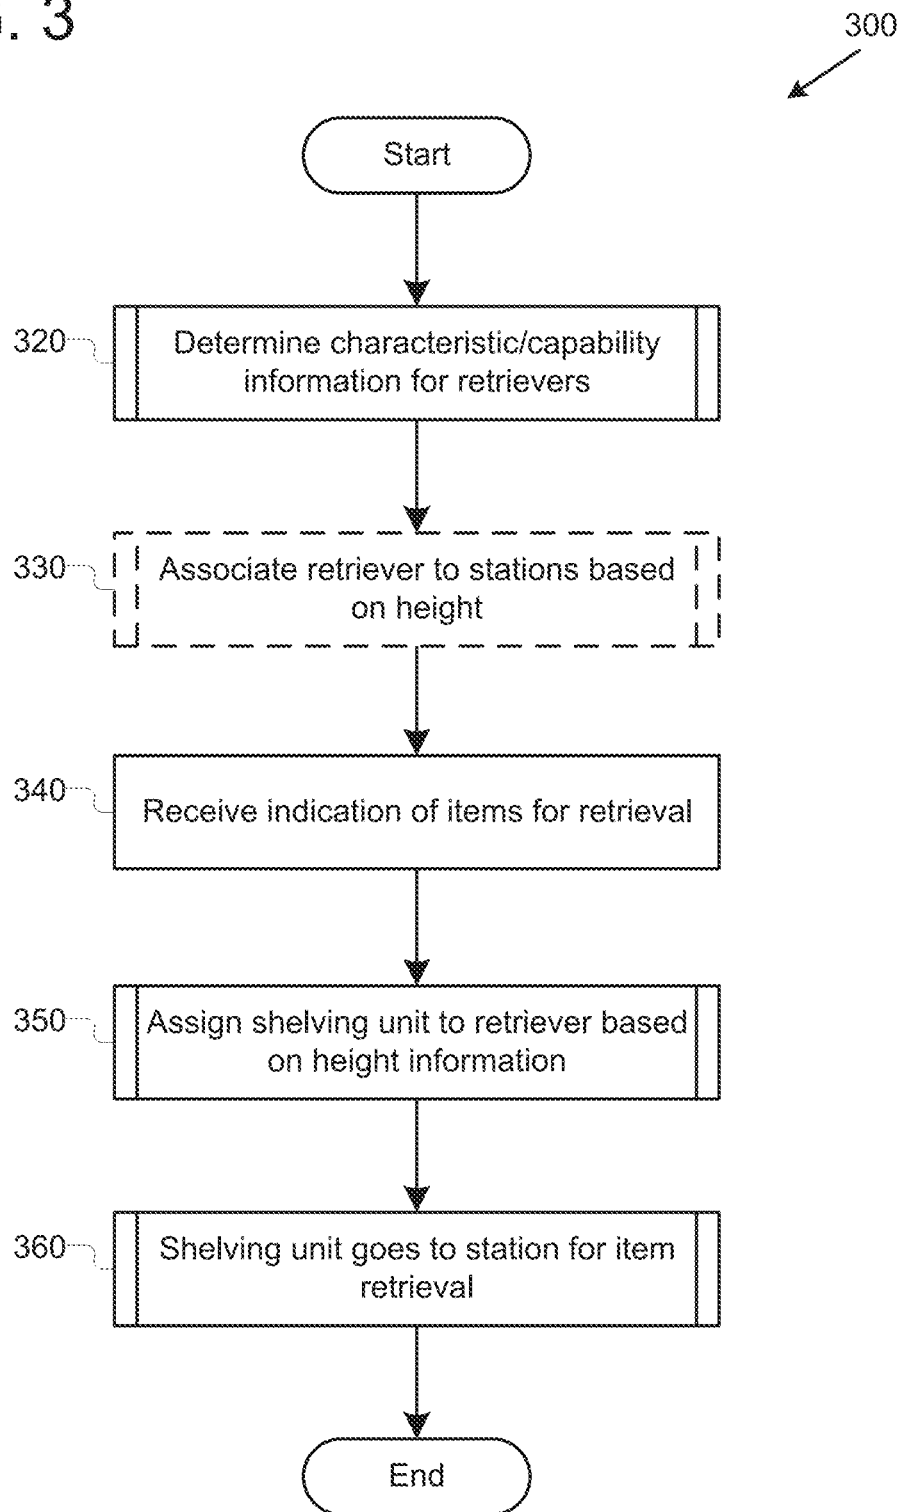 . 3
300
Start
320
Determine characteristic/capability
information for retrievers
330
Associate retriever to stations based
on height
340
Receive indication of items for retrieval
350
Assign shelving unit to retriever based
on height information
360
Shelving unit goes to station for item
retrieval
End